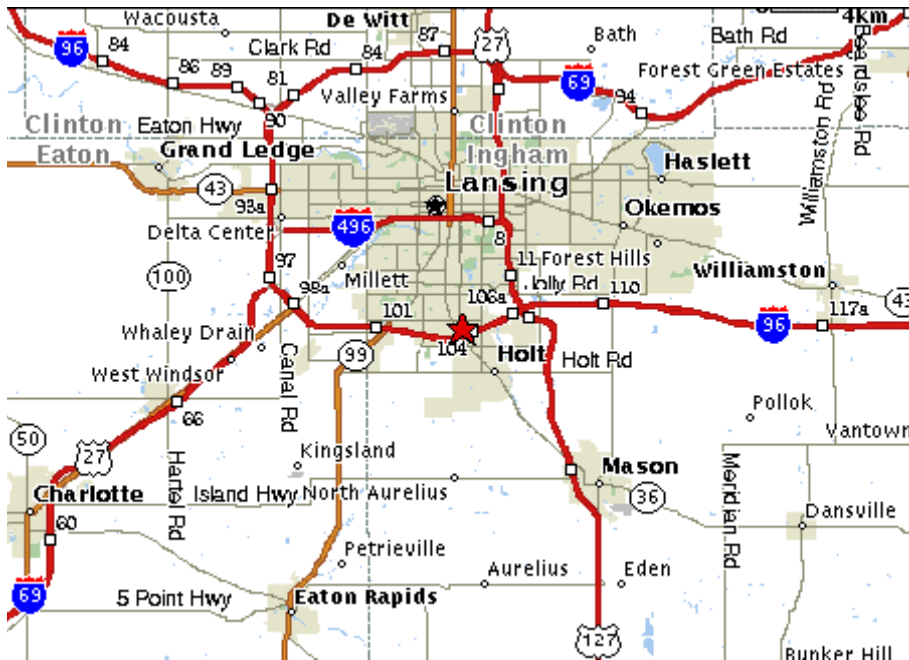 Wacousta
De Witt
87
27
Bath
4km
Bath Rd
Beardslee Rd
96
84
Clark Rd
84
86
89
81
69
Forest Green Estates
94
Valley Farms
90
Eaton Hwy
Clinton
Eaton
Clinton
Ingham
Grand Ledge
Haslett
Williamston Rd
43
Lansing
93a
Okemos
Delta Center
496
8
97
100
Millett
11
Forest Hills
98a
Jolly Rd
Williamston
106a
110
43
117a
101
96
Whaley Drain
104
99
Holt
Holt Rd
West Windsor
Canal Rd
66
Pollok
50
27
Vantown
Kingsland
Mason
Hartel Rd
Charlotte
Island Hwy
North Aurelius
36
Meridian Rd
Dansville
60
Petrieville
Aurelius
Eden
69
5 Point Hwy
Eaton Rapids
127
Bunker Hill